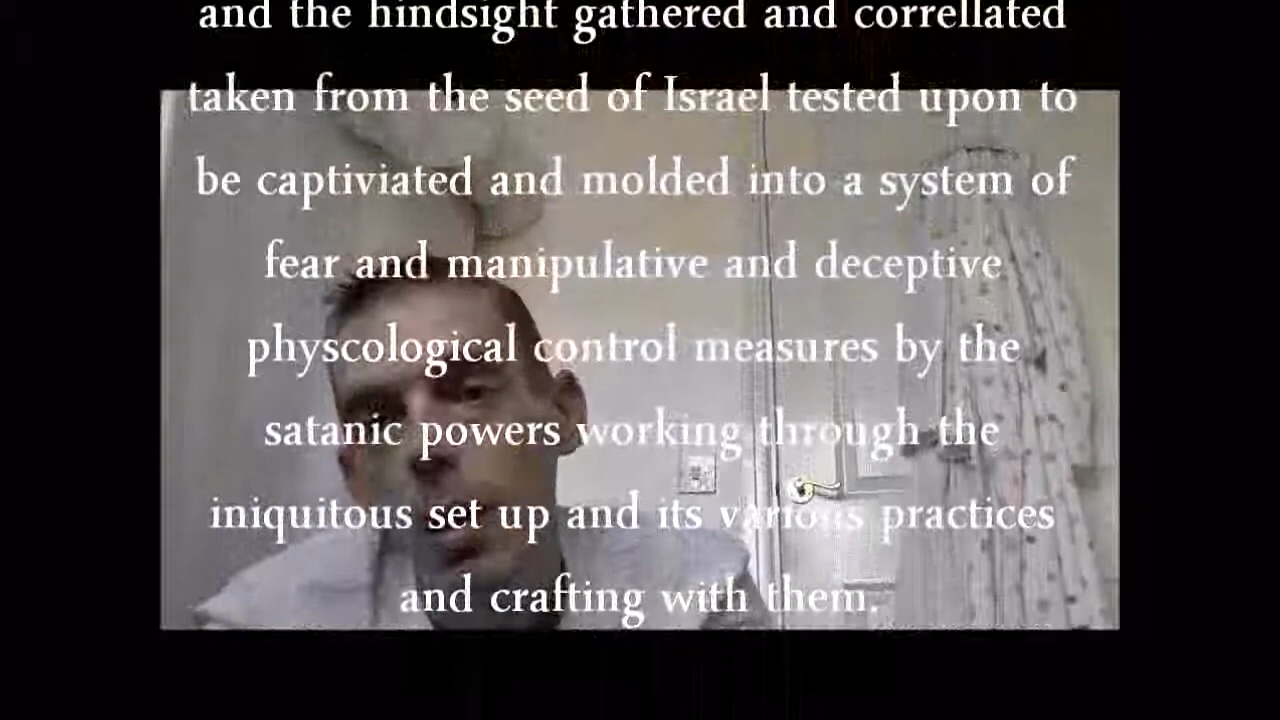 and the hindsight gathered and correllated
taken from the seed of Israel tested upon to
be captiviated and molded into a system of
fear and manipulative and deceptive
physcological control measures by the
satanic powers working through the
iniquitous set up and its various practices
and crafting with them.